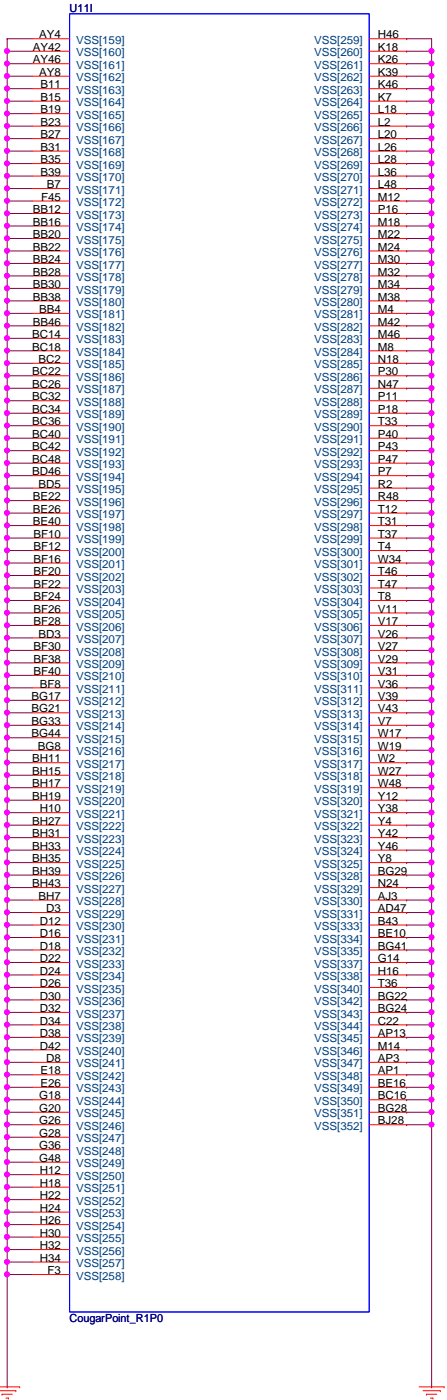 U11I
AY4 VSS[159] VSS[259] H46
AY42 VSS[160] VSS[260] K18
AY46 VSS[161] VSS[261] K26
AY8 VSS[162] VSS[262] K39
B11 VSS[163] VSS[263] K46
B15 VSS[164] VSS[264] K7
B19 VSS[165] VSS[265] L18
B23 VSS[166] VSS[266] L2
B27 VSS[167] VSS[267] L20
B31 VSS[168] VSS[268] L26
B35 VSS[169] VSS[269] L28
B39 VSS[170] VSS[270] L36
B7 VSS[171] VSS[271] L48
F45 VSS[172] VSS[272] M12
BB12 VSS[173] VSS[273] P16
BB16 VSS[174] VSS[274] M18
BB20 VSS[175] VSS[275] M22
BB22 VSS[176] VSS[276] M24
BB24 VSS[177] VSS[277] M30
BB28 VSS[178] VSS[278] M32
BB30 VSS[179] VSS[279] M34
BB38 VSS[180] VSS[280] M38
BB4 VSS[181] VSS[281] M4
BB46 VSS[182] VSS[282] M42
BC14 VSS[183] VSS[283] M46
BC18 VSS[184] VSS[284] M8
BC2 VSS[185] VSS[285] N18
BC22 VSS[186] VSS[286] P30
BC26 VSS[187] VSS[287] N47
BC32 VSS[188] VSS[288] P11
BC34 VSS[189] VSS[289] P18
BC36 VSS[190] VSS[290] T33
BC40 VSS[191] VSS[291] P40
BC42 VSS[192] VSS[292] P43
BC48 VSS[193] VSS[293] P47
BD46 VSS[194] VSS[294] P7
BD5 VSS[195] VSS[295] R2
BE22 VSS[196] VSS[296] R48
BE26 VSS[197] VSS[297] T12
BE40 VSS[198] VSS[298] T31
BF10 VSS[199] VSS[299] T37
BF12 VSS[200] VSS[300] T4
BF16 VSS[201] VSS[301] W34
BF20 VSS[202] VSS[302] T46
BF22 VSS[203] VSS[303] T47
BF24 VSS[204] VSS[304] T8
BF26 VSS[205] VSS[305] V11
BF28 VSS[206] VSS[306] V17
BD3 VSS[207] VSS[307] V26
BF30 VSS[208] VSS[308] V27
BF38 VSS[209] VSS[309] V29
BF40 VSS[210] VSS[310] V31
BF8 VSS[211] VSS[311] V36
BG17 VSS[212] VSS[312] V39
BG21 VSS[213] VSS[313] V43
BG33 VSS[214] VSS[314] V7
BG44 VSS[215] VSS[315] W17
BG8 VSS[216] VSS[316] W19
BH11 VSS[217] VSS[317] W2
BH15 VSS[218] VSS[318] W27
BH17 VSS[219] VSS[319] W48
BH19 VSS[220] VSS[320] Y12
H10 VSS[221] VSS[321] Y38
BH27 VSS[222] VSS[322] Y4
BH31 VSS[223] VSS[323] Y42
BH33 VSS[224] VSS[324] Y46
BH35 VSS[225] VSS[325] Y8
BH39 VSS[226] VSS[328] BG29
BH43 VSS[227] VSS[329] N24
BH7 VSS[228] VSS[330] AJ3
D3 VSS[229] VSS[331] AD47
D12 VSS[230] VSS[333] B43
D16 VSS[231] VSS[334] BE10
D18 VSS[232] VSS[335] BG41
D22 VSS[233] VSS[337] G14
D24 VSS[234] VSS[338] H16
D26 VSS[235] VSS[340] T36
D30 VSS[236] VSS[342] BG22
D32 VSS[237] VSS[343] BG24
D34 VSS[238] VSS[344] C22
D38 VSS[239] VSS[345] AP13
D42 VSS[240] VSS[346] M14
D8 VSS[241] VSS[347] AP3
E18 VSS[242] VSS[348] AP1
E26 VSS[243] VSS[349] BE16
G18 VSS[244] VSS[350] BC16
G20 VSS[245] VSS[351] BG28
G26 VSS[246] VSS[352] BJ28
G28 VSS[247]
G36 VSS[248]
G48 VSS[249]
H12 VSS[250]
H18 VSS[251]
H22 VSS[252]
H24 VSS[253]
H26 VSS[254]
H30 VSS[255]
H32 VSS[256]
H34 VSS[257]
F3 VSS[258]
CougarPoint_R1P0